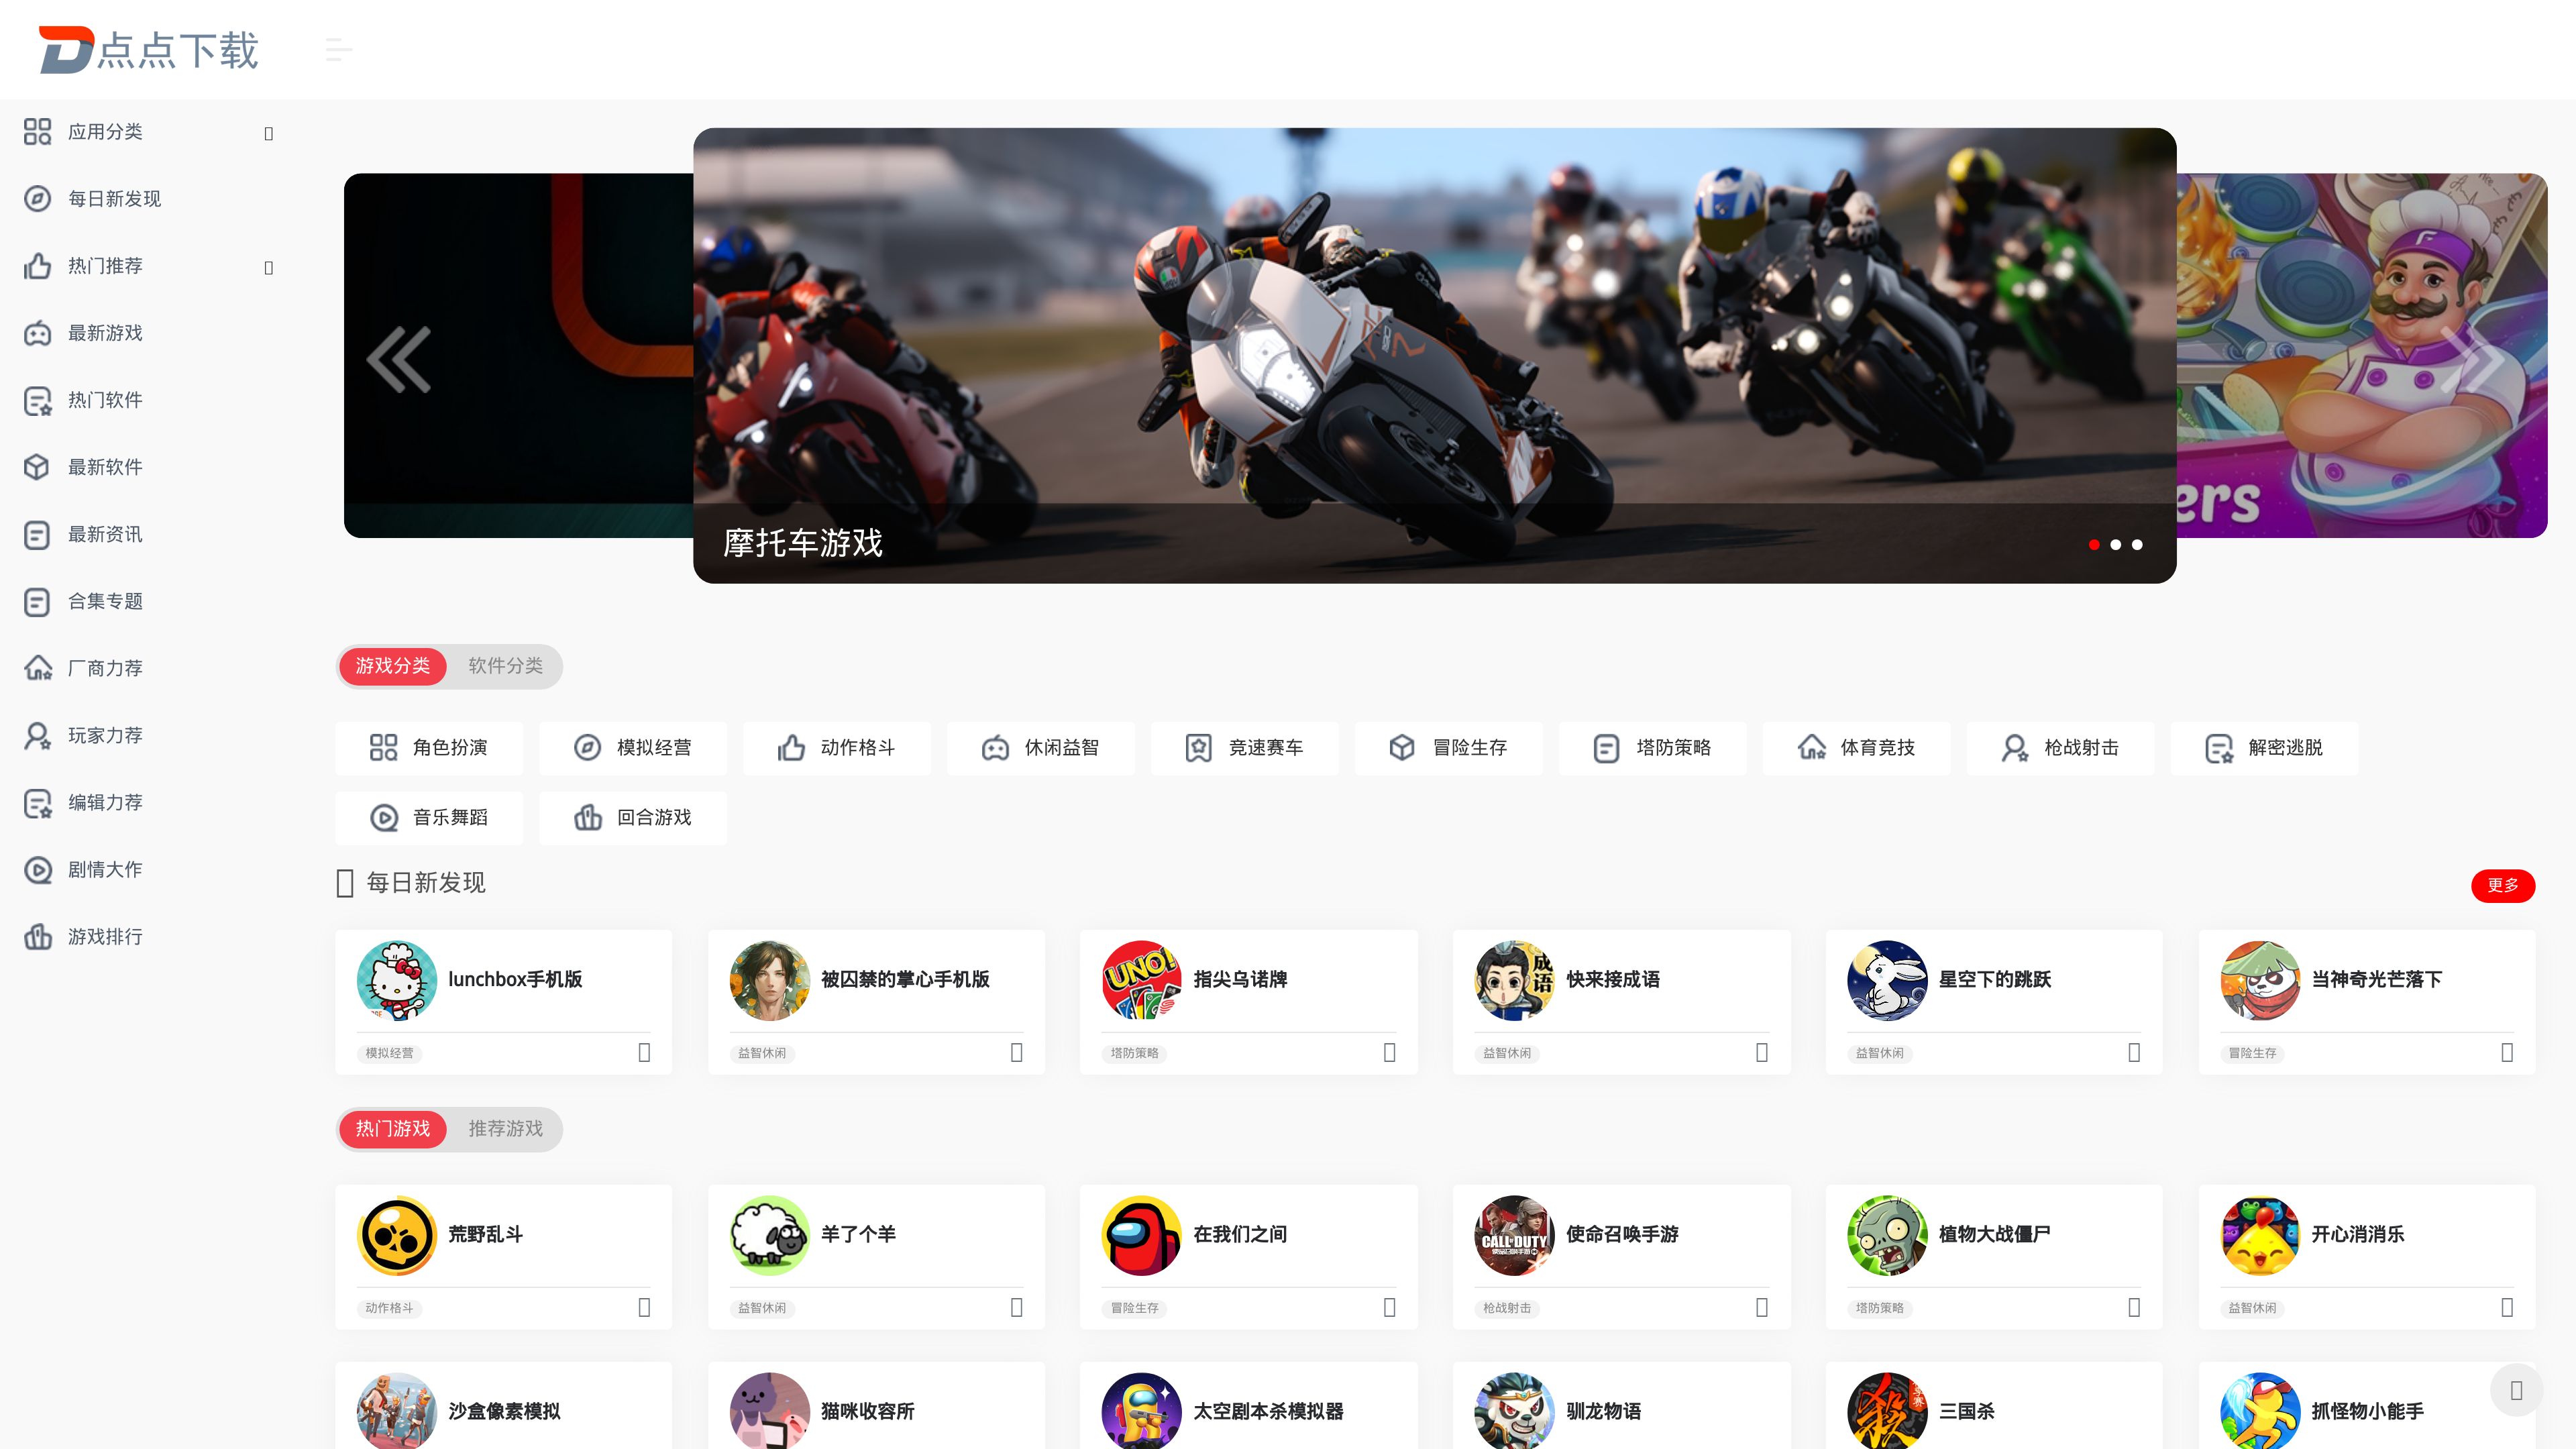 点点下载
应用分类
每日新发现
热门推荐
最新游戏
热门软件
最新软件
最新资讯
合集专题
厂商力荐
玩家力荐
编辑力荐
剧情大作
游戏排行
ers
摩托车游戏
游戏分类 软件分类
角色扮演 模拟经营 动作格斗 休闲益智 竞速赛车 冒险生存 塔防策略 体育竞技 枪战射击 解密逃脱
音乐舞蹈 回合游戏
每日新发现 更多
lunchbox手机版 被囚禁的掌心手机版 UNO! 指尖乌诺牌 成语 快来接成语 星空下的跳跃 当神奇光芒落下
模拟经营 益智休闲 塔防策略 益智休闲 益智休闲 冒险生存
热门游戏 推荐游戏
荒野乱斗 羊了个羊 在我们之间 CALL OF DUTY 使命召唤手游 植物大战僵尸 开心消消乐
动作格斗 益智休闲 冒险生存 枪战射击 塔防策略 益智休闲
沙盒像素模拟 猫咪收容所 太空剧本杀模拟器 驯龙物语 杀 三国杀 抓怪物小能手